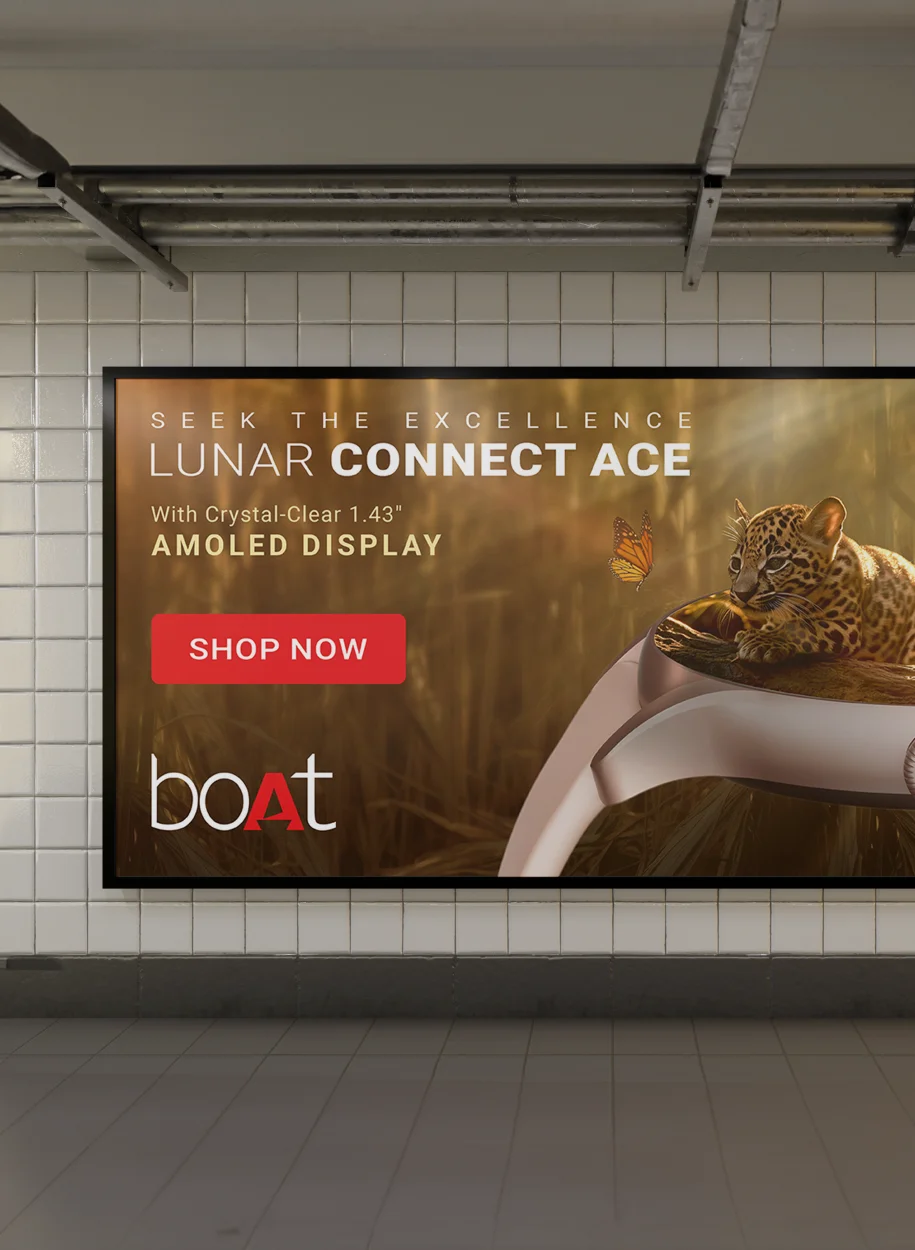 SEEK THE EXCELLENCE
LUNAR CONNECT ACE
With Crystal-Clear 1.43"
AMOLED DISPLAY
SHOP NOW
boAt